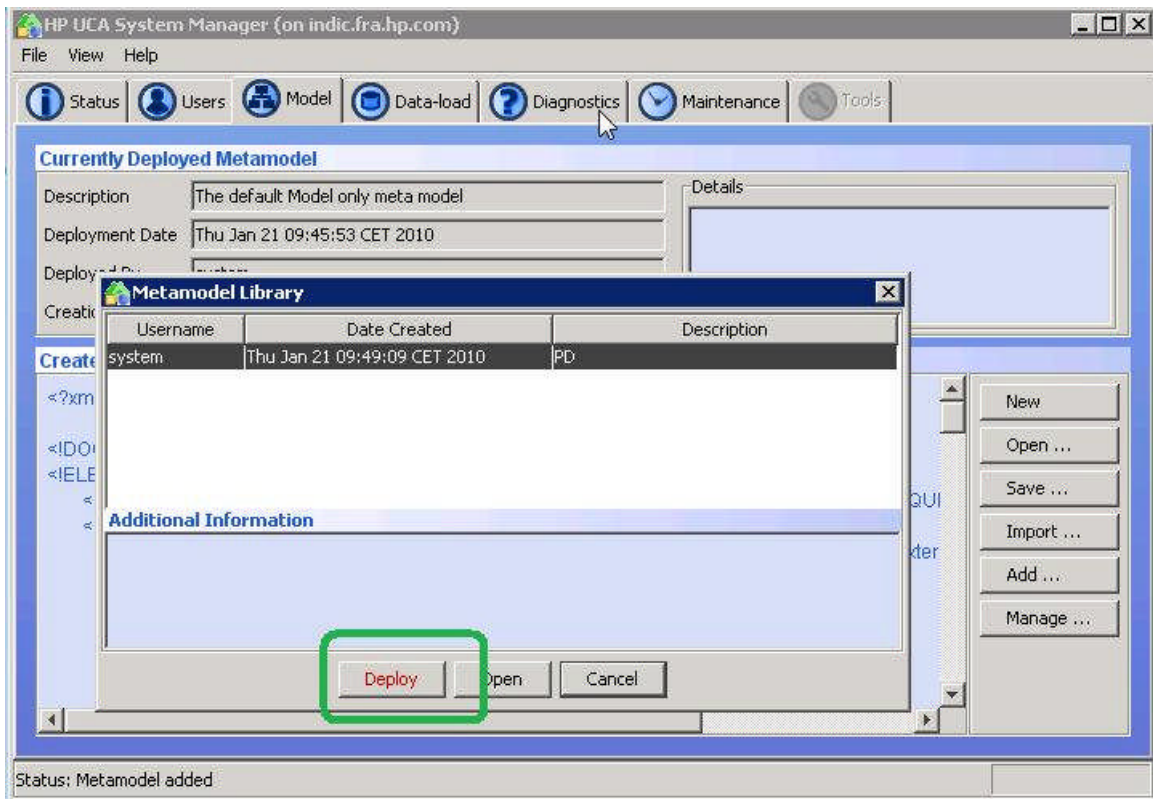 HP UCA System Manager (on indic.fra.hp.com)
File View Help
Status Users Model Data-load Diagnostics Maintenance Tools
Currently Deployed Metamodel
Description The default Model only meta model
Details
Deployment Date Thu Jan 21 09:45:53 CET 2010
Metamodel Library
Username Date Created Description
system Thu Jan 21 09:49:09 CET 2010 PD
<?xm
New
<!DO
Open ...
<!ELE
Save ...
Additional Information
Import ...
Add ...
Manage ...
Deploy Open Cancel
Status: Metamodel added